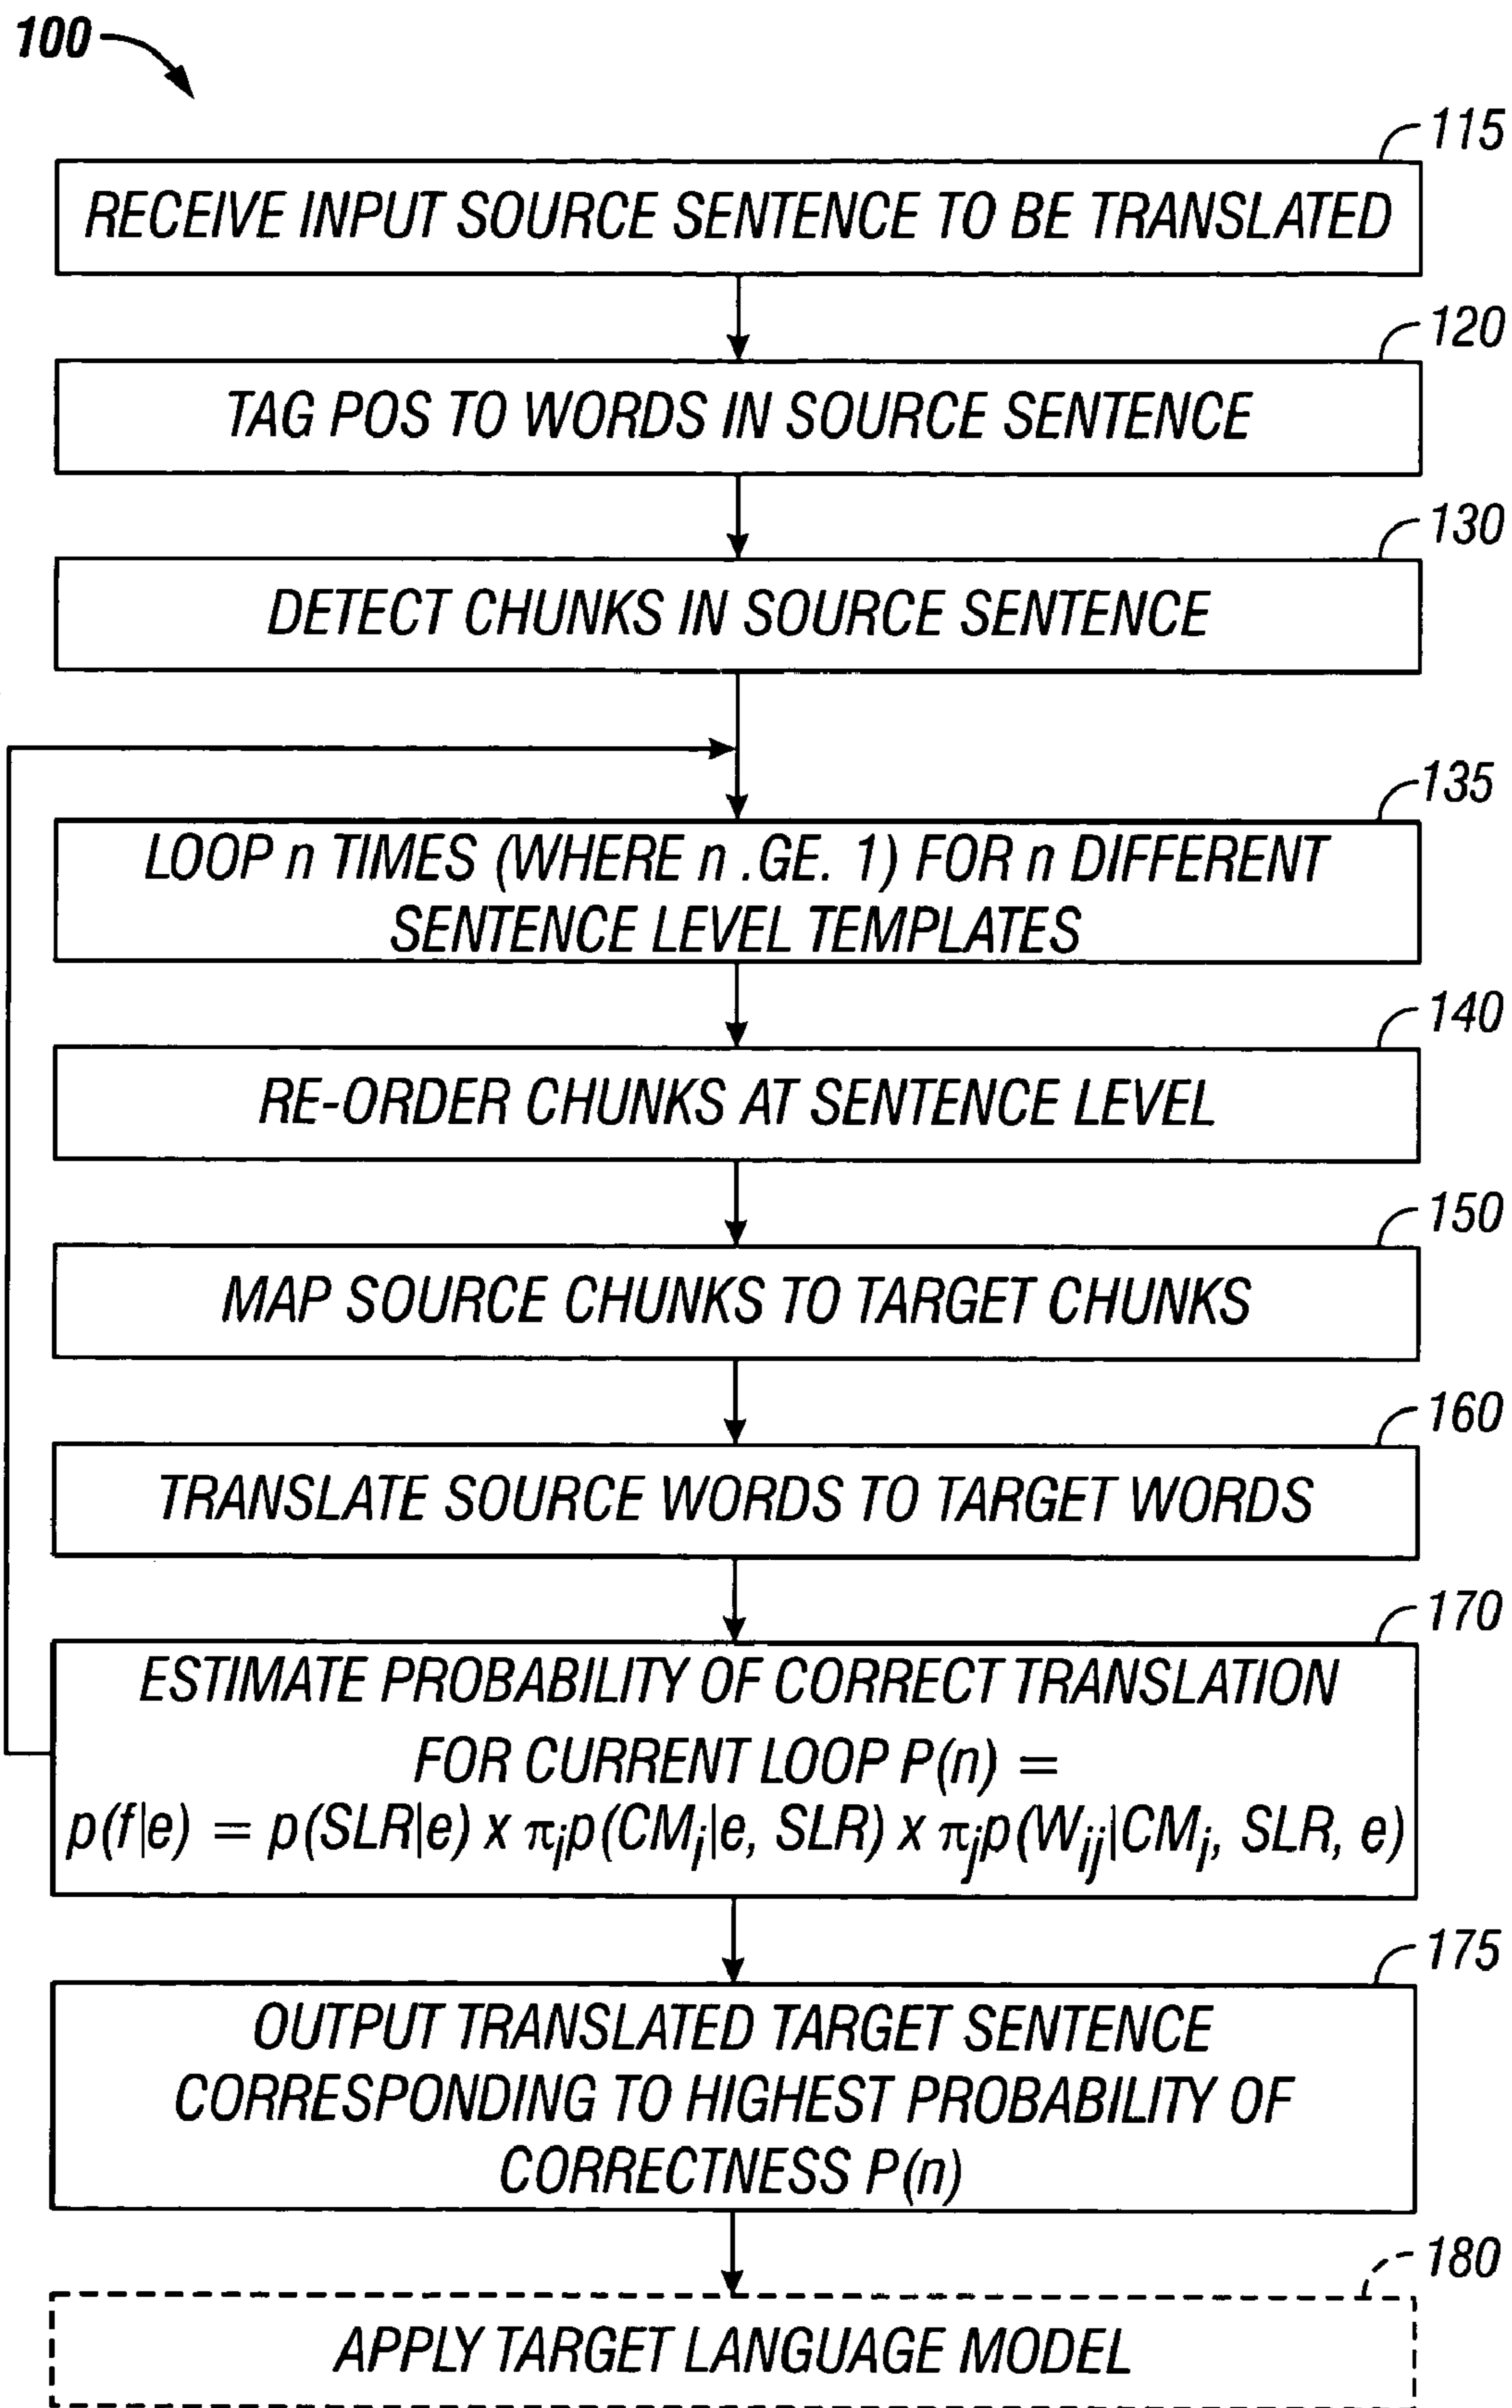 100
115
RECEIVE INPUT SOURCE SENTENCE TO BE TRANSLATED
120
TAG POS TO WORDS IN SOURCE SENTENCE
130
DETECT CHUNKS IN SOURCE SENTENCE
135
LOOP n TIMES (WHERE n .GE. 1) FOR n DIFFERENT
SENTENCE LEVEL TEMPLATES
140
RE-ORDER CHUNKS AT SENTENCE LEVEL
150
MAP SOURCE CHUNKS TO TARGET CHUNKS
160
TRANSLATE SOURCE WORDS TO TARGET WORDS
170
ESTIMATE PROBABILITY OF CORRECT TRANSLATION
FOR CURRENT LOOP P(n) =
p(f|e) = p(SLR|e) x π_i p(CM_i|e, SLR) x π_j p(W_ij|CM_i, SLR, e)
175
OUTPUT TRANSLATED TARGET SENTENCE
CORRESPONDING TO HIGHEST PROBABILITY OF
CORRECTNESS P(n)
180
APPLY TARGET LANGUAGE MODEL